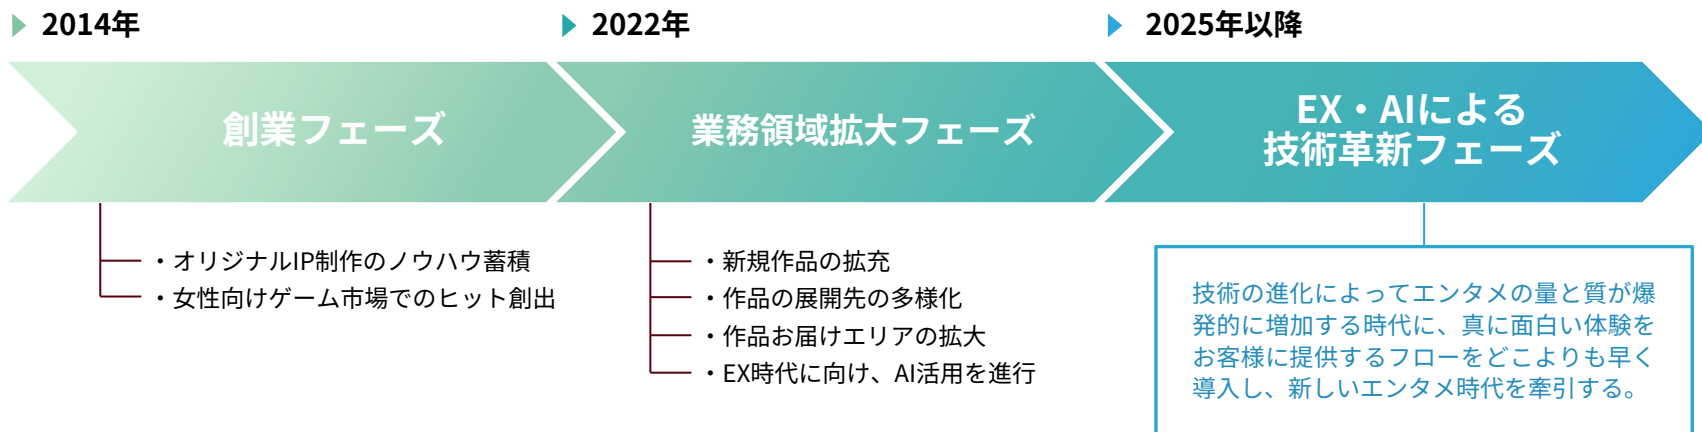 2014年
2022年
2025年以降
創業フェーズ
業務領域拡大フェーズ
EX・AIによる
技術革新フェーズ
・オリジナルIP制作のノウハウ蓄積
・女性向けゲーム市場でのヒット創出
・新規作品の拡充
・作品の展開先の多様化
・作品お届けエリアの拡大
・EX時代に向け、AI活用を進行
技術の進化によってエンタメの量と質が爆
発的に増加する時代に、真に面白い体験を
お客様に提供するフローをどこよりも早く
導入し、新しいエンタメ時代を牽引する。